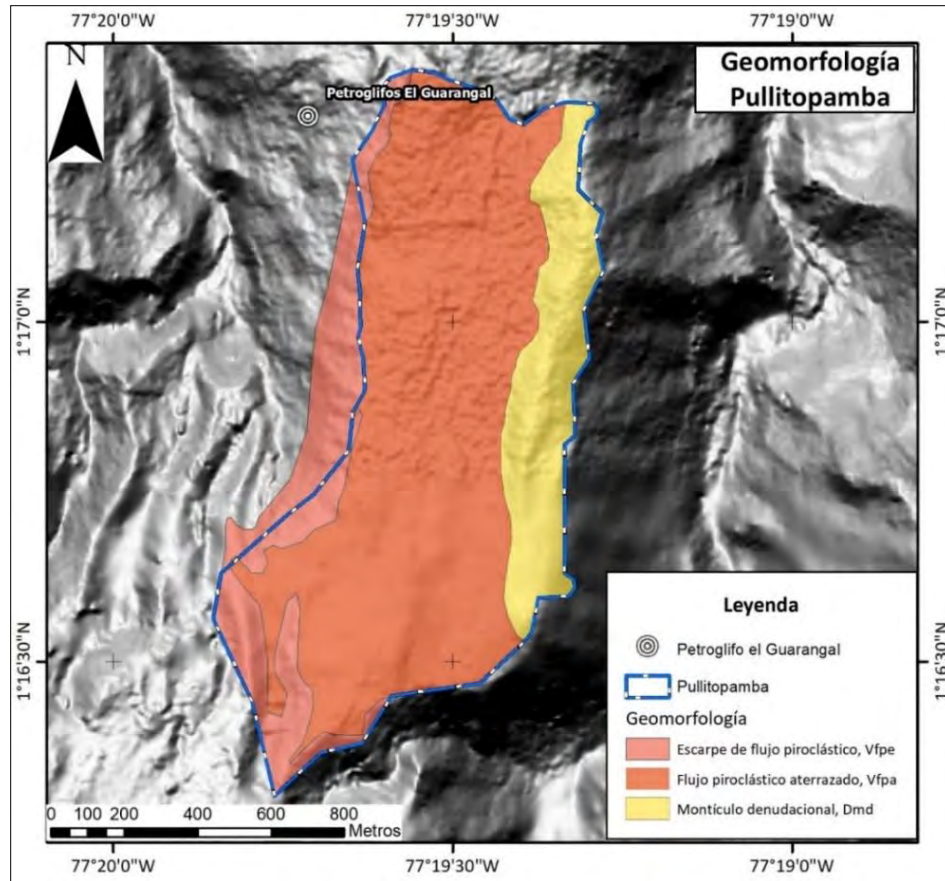 77°20'0"W
77°19'30"W
77°19'0"W
N
Geomorfología
Pullitopamba
Petroglifos El Guarangal
1°17'0"N
1°17'0"N
Leyenda
Petroglifo el Guarangal
Pullitopamba
Geomorfología
Escarpe de flujo piroclástico, Vfpe
Flujo piroclástico aterrazado, Vfpa
Montículo denudacional, Dmd
1°16'30"N
1°16'30"N
0 100 200 400 600 800
Metros
77°20'0"W
77°19'30"W
77°19'0"W